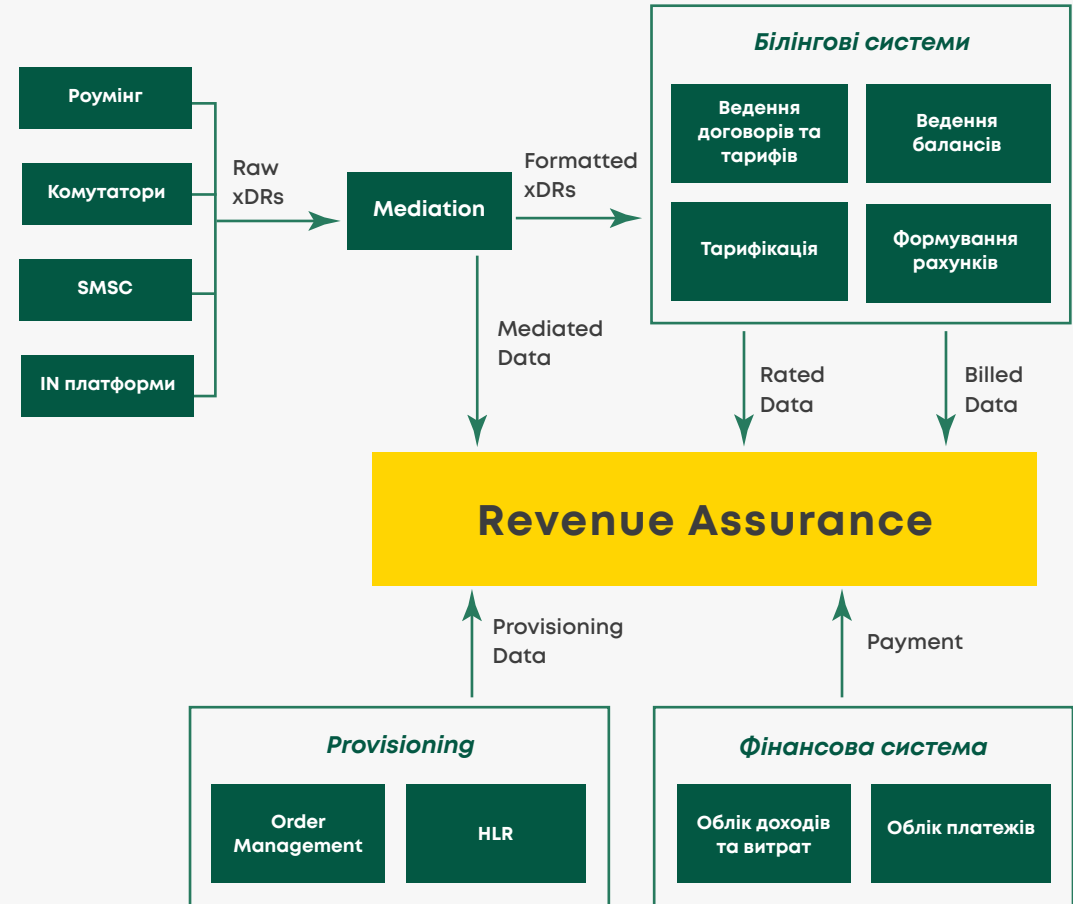 Білінгові системи
Роумінг
Комутатори
SMSC
IN платформи
Raw
xDRs
Mediation
Formatted
xDRs
Ведення
договорів та
тарифів
Ведення
балансів
Тарифікація
Формування
рахунків
Mediated
Data
Rated
Data
Billed
Data
Revenue Assurance
Provisioning
Data
Payment
Provisioning
Order
Management
HLR
Фінансова система
Облік доходів
та витрат
Облік платежів